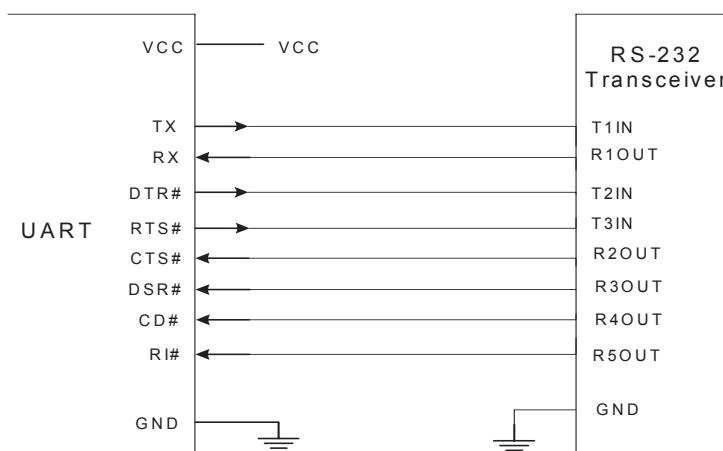 VCC
VCC
RS-232
Transceiver
TX
T1IN
RX
R1OUT
DTR#
T2IN
UART
RTS#
T3IN
CTS#
R2OUT
DSR#
R3OUT
CD#
R4OUT
RI#
R5OUT
GND
GND